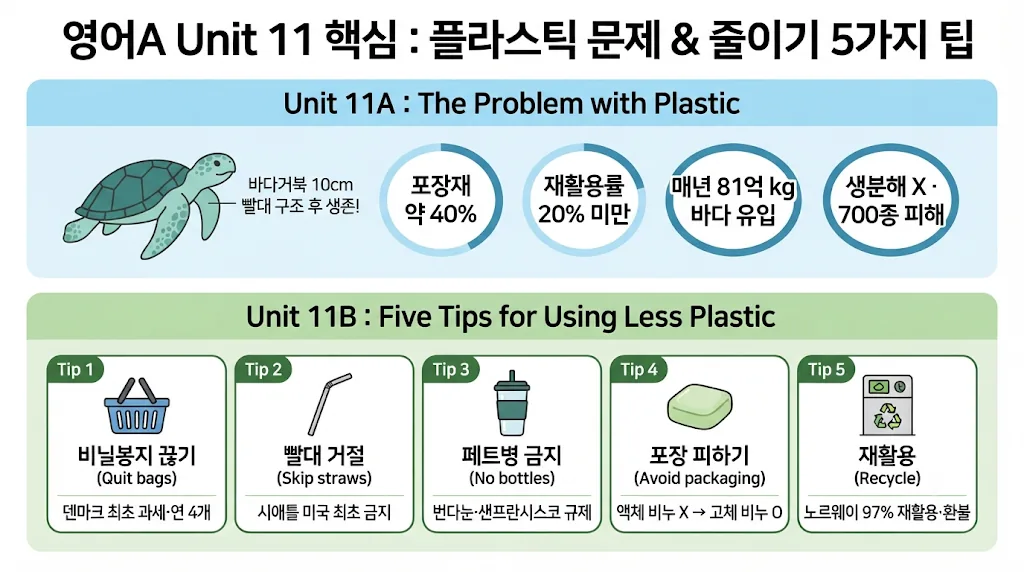 영어A Unit 11 핵심 : 플라스틱 문제 & 줄이기 5가지 팁
Unit 11A : The Problem with Plastic
바다거북 10cm
빨대 구조 후 생존!
포장재
약 40%
재활용률
20% 미만
매년 81억 kg
바다 유입
생분해 X ·
700종 피해
Unit 11B : Five Tips for Using Less Plastic
Tip 1
비닐봉지 끊기
(Quit bags)
덴마크 최초 과세·연 4개
Tip 2
빨대 거절
(Skip straws)
시애틀 미국 최초 금지
Tip 3
페트병 금지
(No bottles)
번다눈·샌프란시스코 규제
Tip 4
포장 피하기
(Avoid packaging)
액체 비누 X → 고체 비누 O
Tip 5
재활용
(Recycle)
노르웨이 97% 재활용·환불